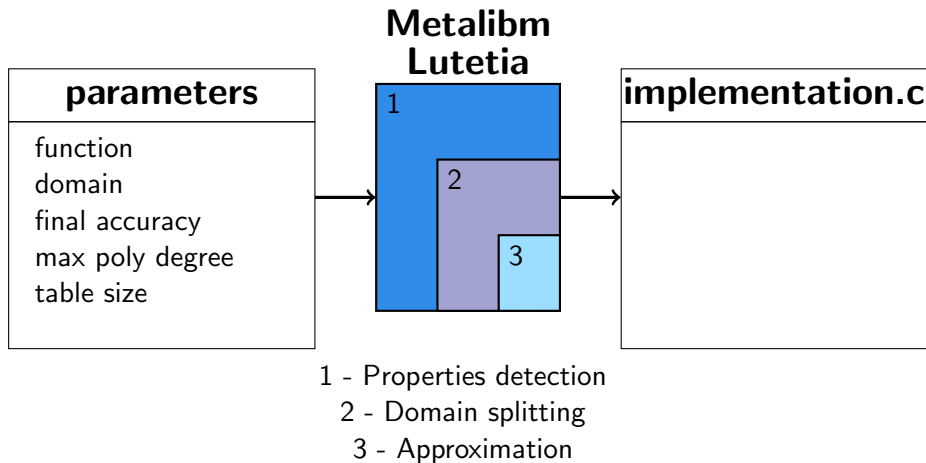 Metalibm
Lutetia
parameters
function
domain
final accuracy
max poly degree
table size
1
2
3
implementation.c
1 - Properties detection
2 - Domain splitting
3 - Approximation